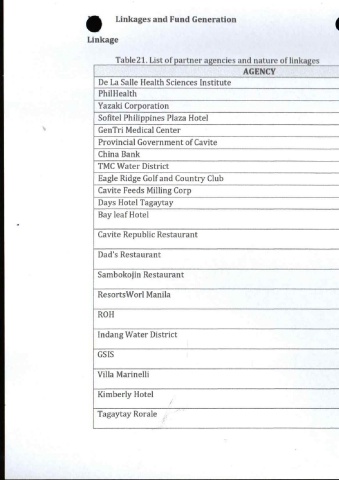 Linkages and Fund Generation
Linkage
Table21. List of partner agencies and nature of linkages
AGENCY
De La Salle Health Sciences Institute
PhilHealth
Yazaki Corporation
Sofitel Philippines Plaza Hotel
GenTri Medical Center
Provincial Government of Cavite
China Bank
TMC Water District
Eagle Ridge Golf and Country Club
Cavite Feeds Milling Corp
Days Hotel Tagaytay
Bay leaf Hotel
Cavite Republic Restaurant
Dad's Restaurant
Sambokojin Restaurant
ResortsWorl Manila
ROH
Indang Water District
GSIS
Villa Marinelli
Kimberly Hotel
Tagaytay Rorale